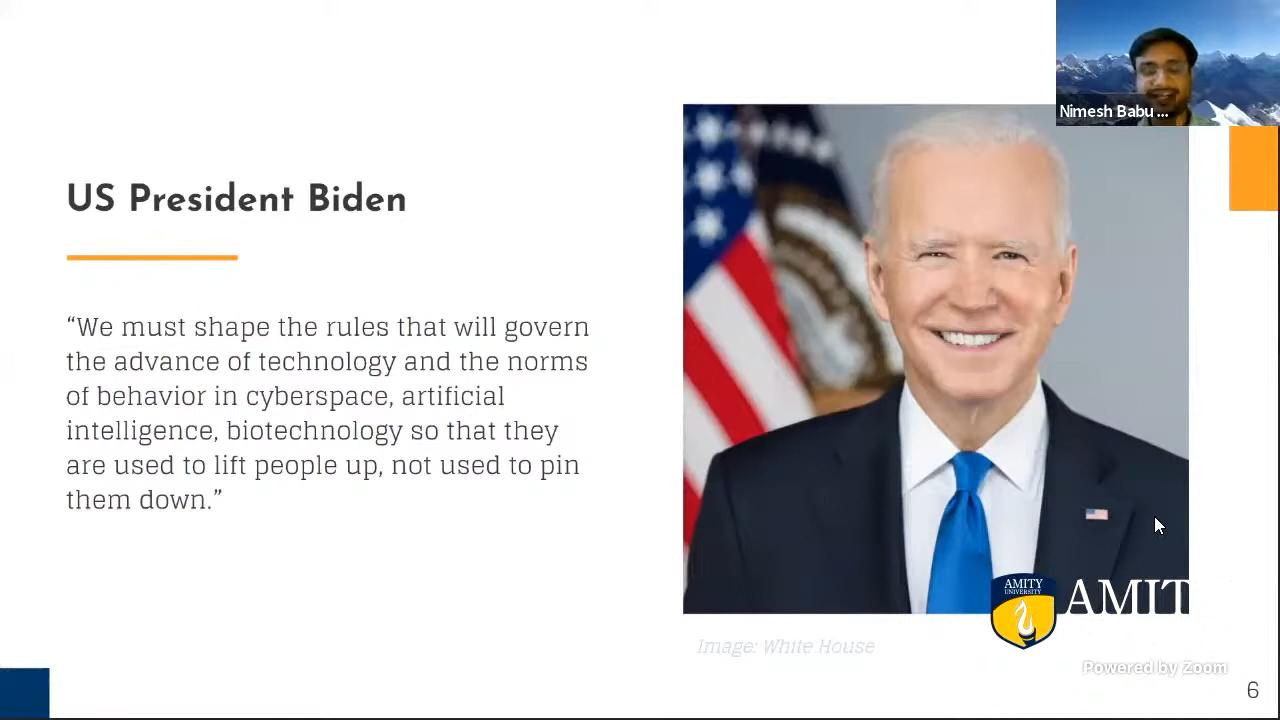 Nimesh Babu ...
US President Biden
“We must shape the rules that will govern
the advance of technology and the norms
of behavior in cyberspace, artificial
intelligence, biotechnology so that they
are used to lift people up, not used to pin
them down.”
AMITY
UNIVERSITY
AMIT
Image: White House
Powered by Zoom
6